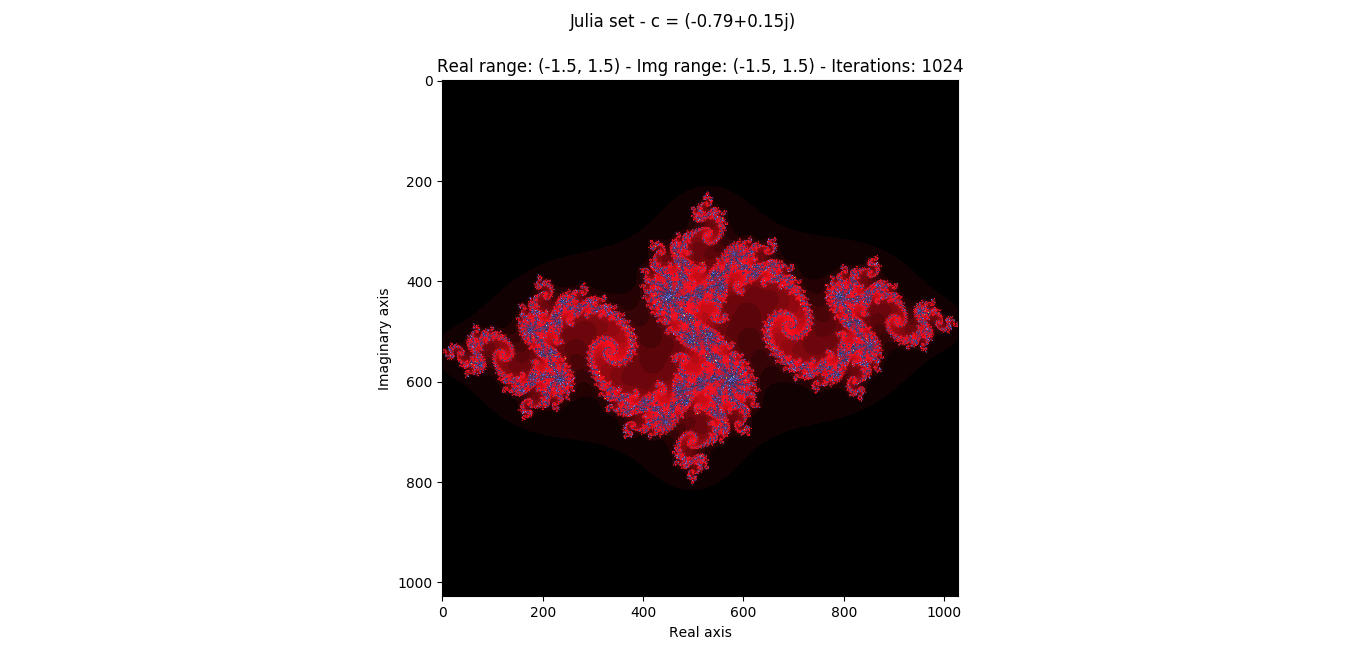 Julia set - c = (-0.79+0.15j)
Real range: (-1.5, 1.5) - Img range: (-1.5, 1.5) - Iterations: 1024
0
200
400
600
800
1000
Imaginary axis
0 200 400 600 800 1000
Real axis